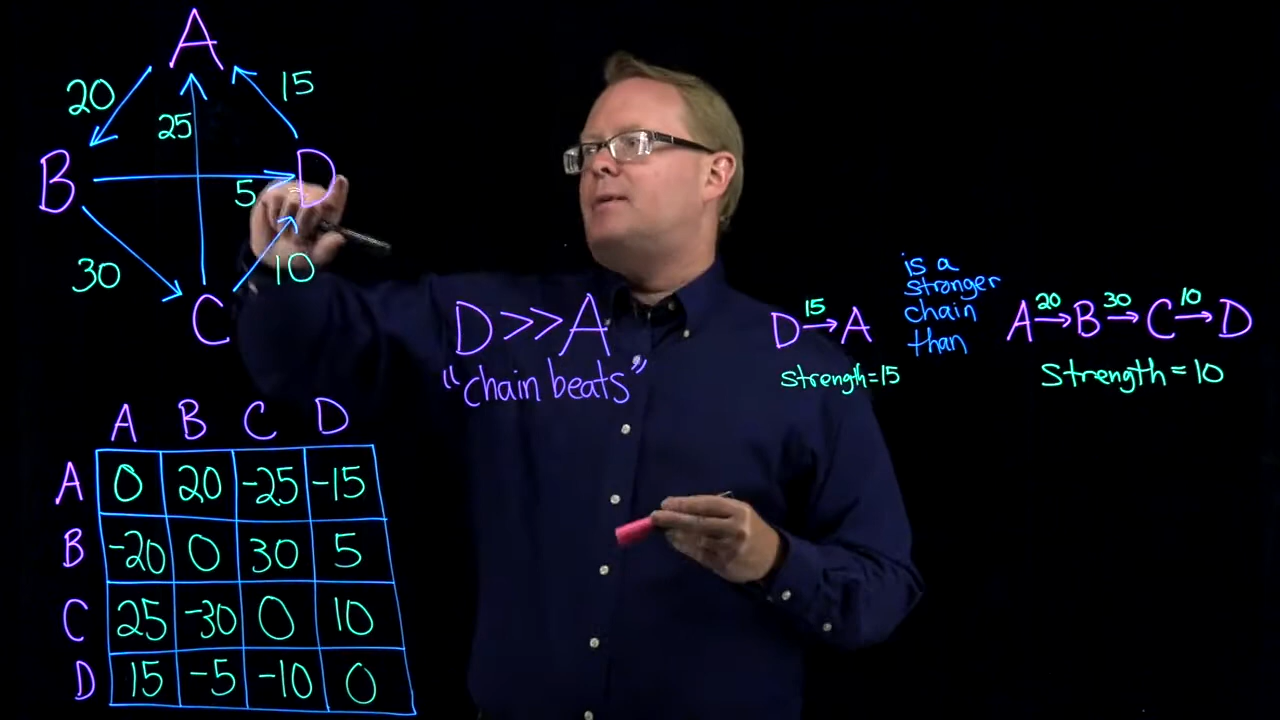 A
20
15
25
B
D
5
30
10
C
D >> A
"chain beats"
15
D → A
strength=15
is a
stronger
chain
than
20 30 10
A → B → C → D
strength=10
A B C D
A 0 20 -25 -15
B -20 0 30 5
C 25 -30 0 10
D 15 -5 -10 0